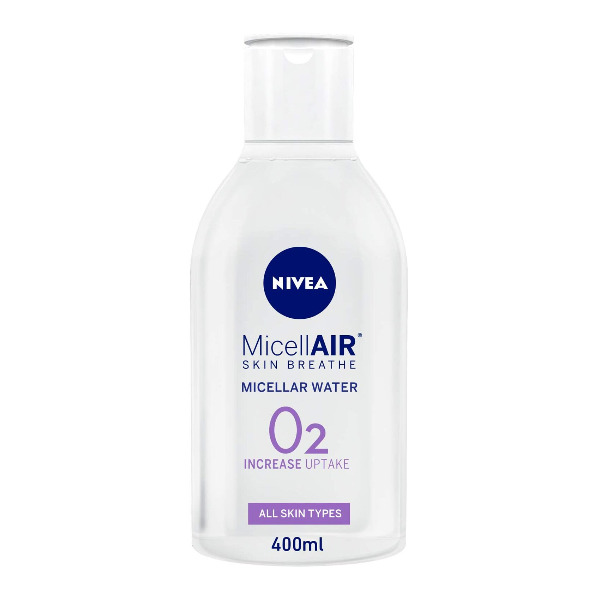 NIVEA
MicellAIR®
SKIN BREATHE
MICELLAR WATER
O2
INCREASE UPTAKE
ALL SKIN TYPES
400ml